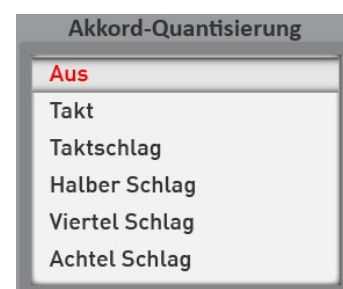 Akkord-Quantisierung
Aus
Takt
Taktschlag
Halber Schlag
Viertel Schlag
Achtel Schlag